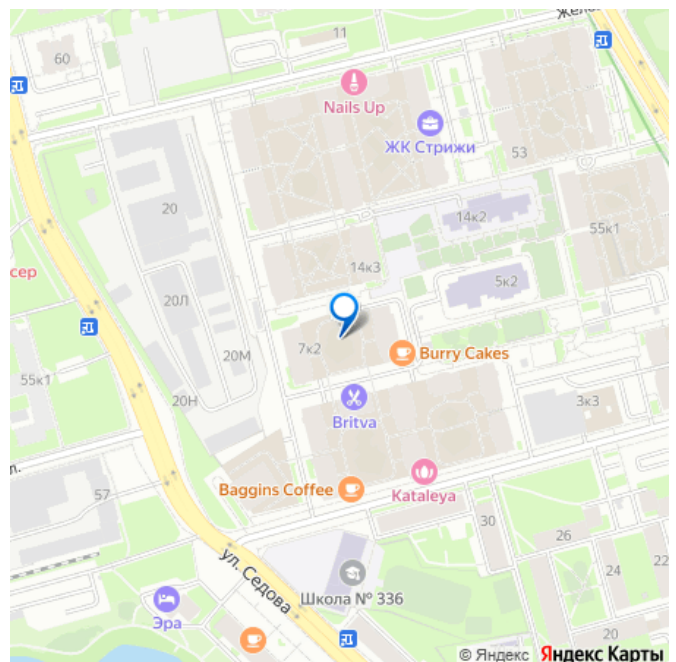 Желе
11
60
Nails Up
ЖК Стрижи
53
20
14к2
55к1
сер
14к3
5к2
20Л
7к2
20М
Burry Cakes
55к1
20Н
Britva
3к3
Baggins Coffee
Kataleya
57
30
26
ул. Седова
22
24
Школа № 336
Эра
20
© Яндекс Яндекс Карты